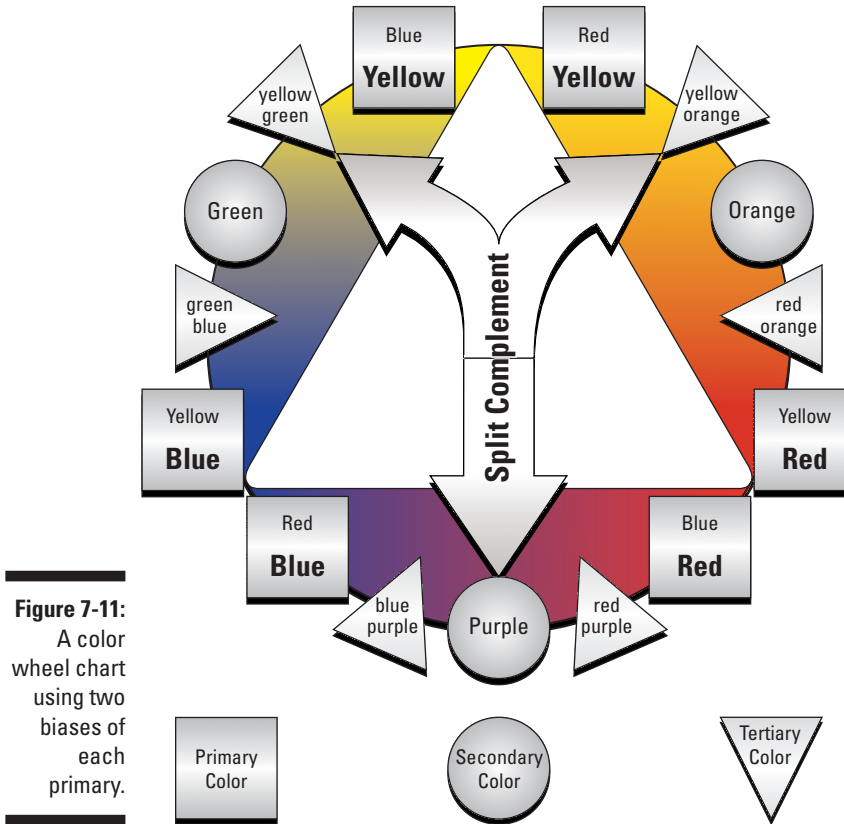 Blue
Yellow
Red
Yellow
yellow
green
yellow
orange
Green
Orange
green
blue
red
orange
Split Complement
Yellow
Blue
Yellow
Red
Red
Blue
Blue
Red
blue
purple
Purple
red
purple
Figure 7-11:
A color
wheel chart
using two
biases of
each
primary.
Primary
Color
Secondary
Color
Tertiary
Color